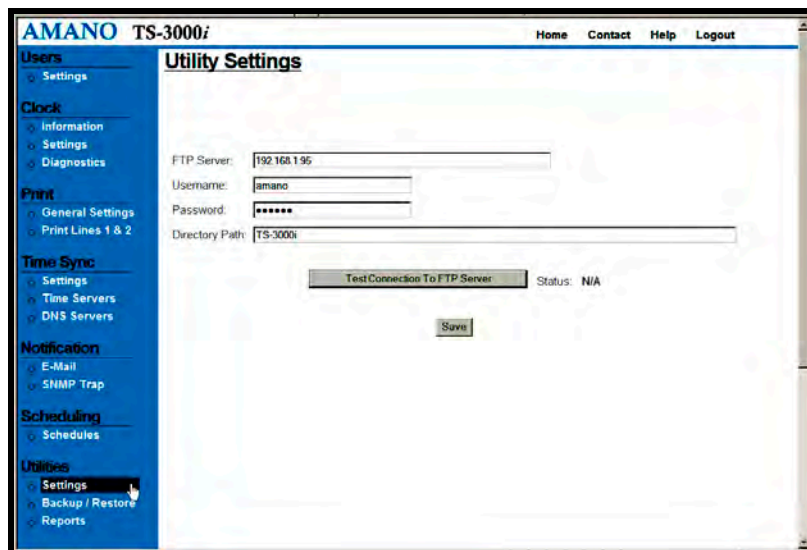 AMANO TS-3000i
Home Contact Help Logout
Users
Settings
Clock
Information
Settings
Diagnostics
Print
General Settings
Print Lines 1 & 2
Time Sync
Settings
Time Servers
DNS Servers
Notification
E-Mail
SNMP Trap
Scheduling
Schedules
Utilities
Settings
Backup / Restore
Reports
Utility Settings
FTP Server: 192.168.1.95
Username: amano
Password: ••••••
Directory Path: TS-3000i
Test Connection To FTP Server Status: N/A
Save